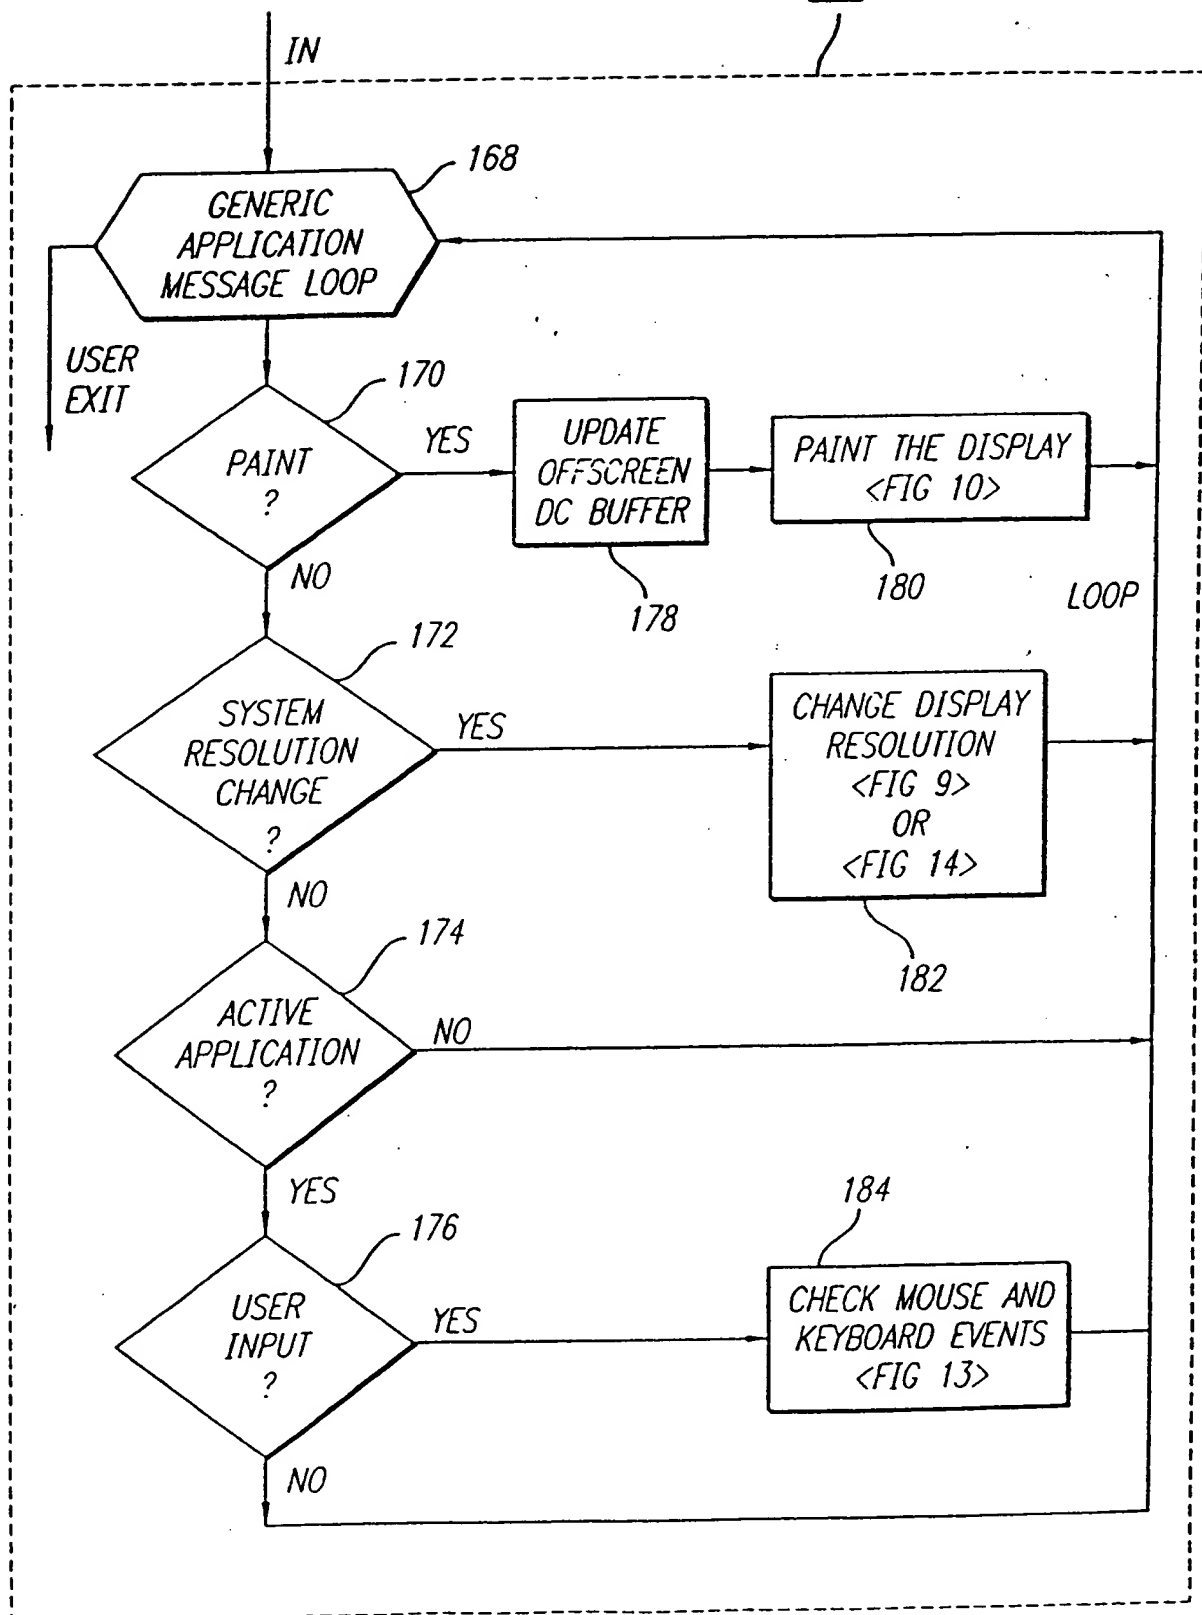 IN
168
GENERIC
APPLICATION
MESSAGE LOOP
USER
EXIT
170
PAINT
?
YES
UPDATE
OFFSCREEN
DC BUFFER
178
PAINT THE DISPLAY
<FIG 10>
180
LOOP
NO
172
SYSTEM
RESOLUTION
CHANGE
?
YES
CHANGE DISPLAY
RESOLUTION
<FIG 9>
OR
<FIG 14>
182
NO
174
ACTIVE
APPLICATION
?
NO
YES
176
USER
INPUT
?
YES
184
CHECK MOUSE AND
KEYBOARD EVENTS
<FIG 13>
NO